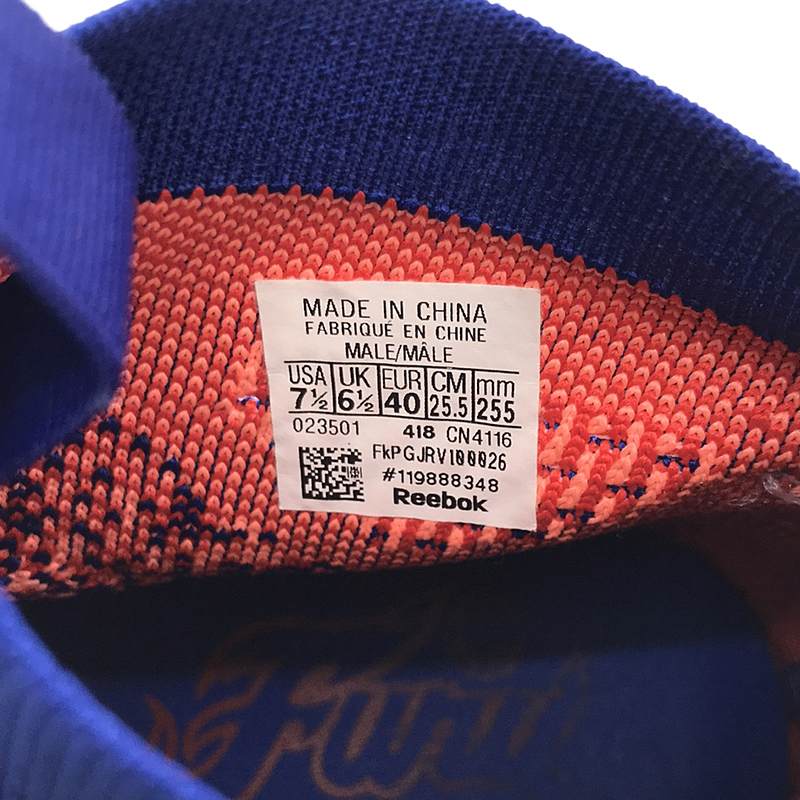 MADE IN CHINA
FABRIQUÉ EN CHINE
MALE/MÂLE
USA UK EUR CM mm
7½ 6½ 40 25.5 255
023501 418 CN4116
FkPGJRV100026
#119888348
Reebok